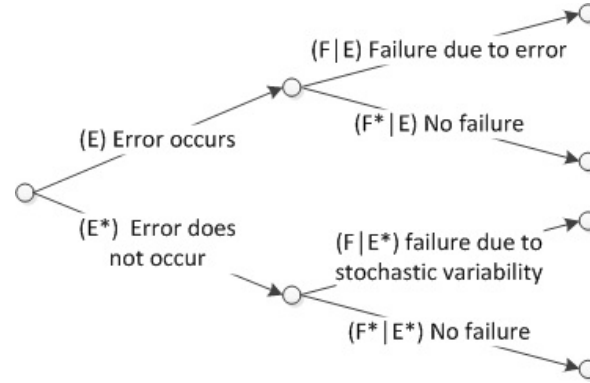 (F|E) Failure due to error
(E) Error occurs
(F*|E) No failure
(E*)  Error does
not occur
(F|E*) failure due to
stochastic variability
(F*|E*) No failure